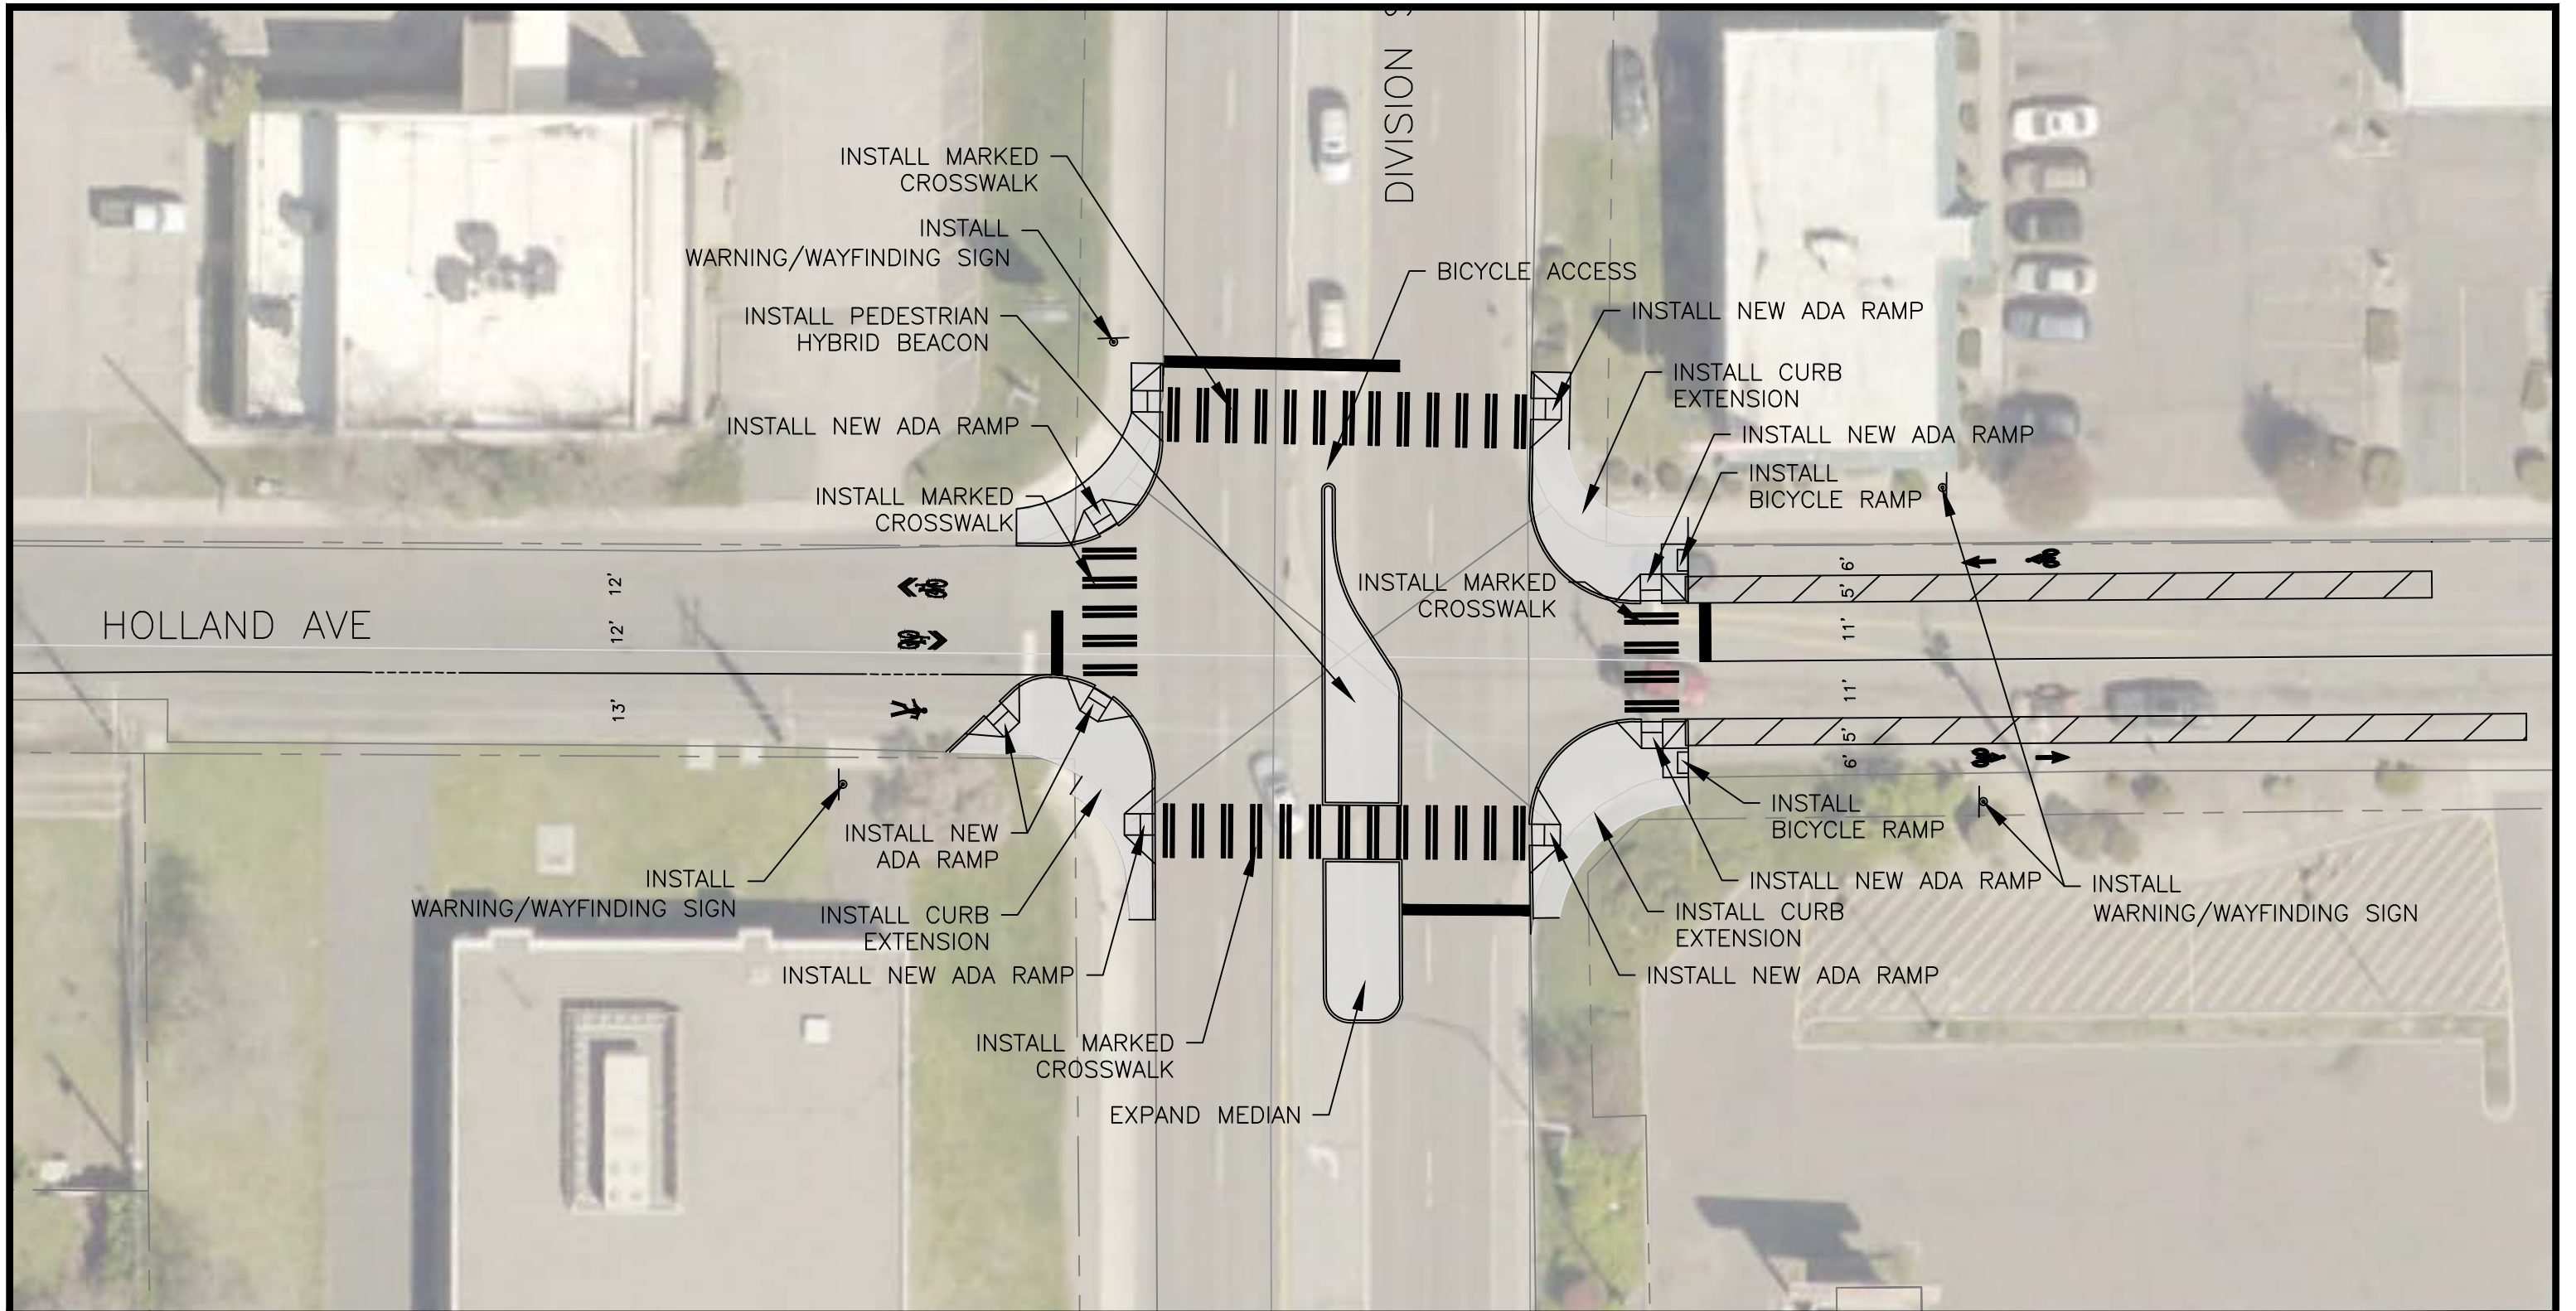 DIVISION
INSTALL MARKED
CROSSWALK
INSTALL
WARNING/WAYFINDING SIGN
BICYCLE ACCESS
INSTALL PEDESTRIAN
HYBRID BEACON
INSTALL NEW ADA RAMP
INSTALL CURB
EXTENSION
INSTALL NEW ADA RAMP
INSTALL NEW ADA RAMP
INSTALL
BICYCLE RAMP
INSTALL MARKED
CROSSWALK
HOLLAND AVE
12'
12'
13'
INSTALL MARKED
CROSSWALK
6'
5'
11'
11'
5'
6'
INSTALL NEW
ADA RAMP
INSTALL
BICYCLE RAMP
INSTALL
WARNING/WAYFINDING SIGN
INSTALL NEW ADA RAMP
INSTALL
WARNING/WAYFINDING SIGN
INSTALL CURB
EXTENSION
INSTALL CURB
EXTENSION
INSTALL NEW ADA RAMP
INSTALL NEW ADA RAMP
INSTALL MARKED
CROSSWALK
EXPAND MEDIAN